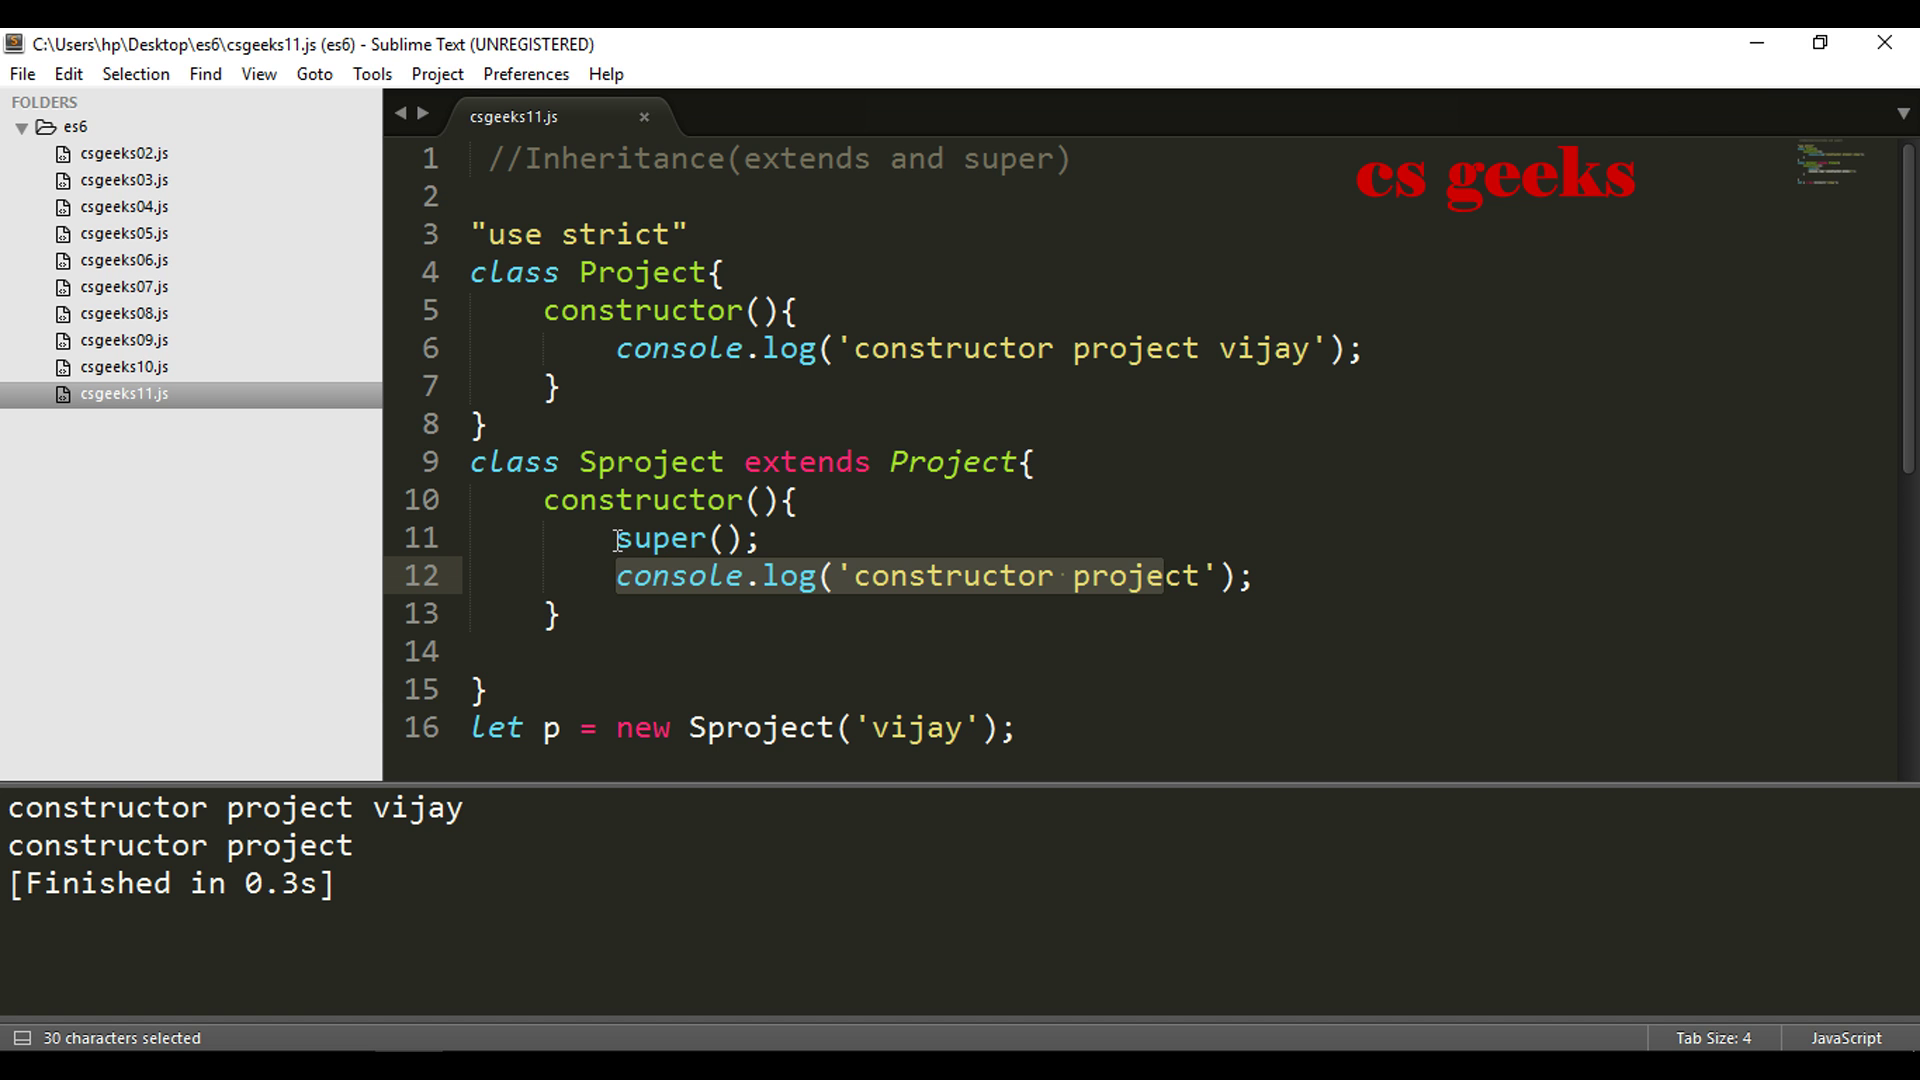 C:\Users\hp\Desktop\es6\csgeeks11.js (es6) - Sublime Text (UNREGISTERED)
File Edit Selection Find View Goto Tools Project Preferences Help
FOLDERS
es6
csgeeks02.js
csgeeks03.js
csgeeks04.js
csgeeks05.js
csgeeks06.js
csgeeks07.js
csgeeks08.js
csgeeks09.js
csgeeks10.js
csgeeks11.js
csgeeks11.js
cs geeks
1 //Inheritance(extends and super)
2
3 "use strict"
4 class Project{
5 constructor(){
6 console.log('constructor project vijay');
7 }
8 }
9 class Sproject extends Project{
10 constructor(){
11 super();
12 console.log('constructor project');
13 }
14
15 }
16 let p = new Sproject('vijay');
constructor project vijay
constructor project
[Finished in 0.3s]
30 characters selected
Tab Size: 4
JavaScript